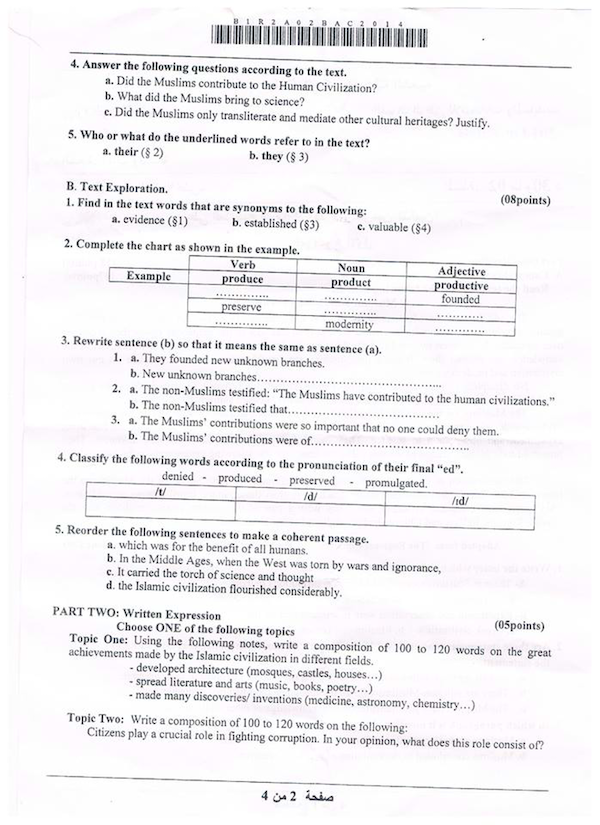 B 1 R 2 A 0 2 B A C 2 0 1 4
4. Answer the following questions according to the text.
a. Did the Muslims contribute to the Human Civilization?
b. What did the Muslims bring to science?
c. Did the Muslims only transliterate and mediate other cultural heritages? Justify.
5. Who or what do the underlined words refer to in the text?
a. their (§ 2) b. they (§ 3)
B. Text Exploration. (08points)
1. Find in the text words that are synonyms to the following:
a. evidence (§1) b. established (§3) c. valuable (§4)
2. Complete the chart as shown in the example.
Verb Noun Adjective
Example produce product productive
.............. .............. founded
preserve .............. ............
.............. modernity ............
3. Rewrite sentence (b) so that it means the same as sentence (a).
1. a. They founded new unknown branches.
b. New unknown branches................................................
2. a. The non-Muslims testified: “The Muslims have contributed to the human civilizations.”
b. The non-Muslims testified that.......................................
3. a. The Muslims’ contributions were so important that no one could deny them.
b. The Muslims’ contributions were of.........................................
4. Classify the following words according to the pronunciation of their final “ed”.
denied - produced - preserved - promulgated.
/t/ /d/ /ɪd/
5. Reorder the following sentences to make a coherent passage.
a. which was for the benefit of all humans.
b. In the Middle Ages, when the West was torn by wars and ignorance,
c. It carried the torch of science and thought
d. the Islamic civilization flourished considerably.
PART TWO: Written Expression (05points)
Choose ONE of the following topics
Topic One: Using the following notes, write a composition of 100 to 120 words on the great
achievements made by the Islamic civilization in different fields.
- developed architecture (mosques, castles, houses…)
- spread literature and arts (music, books, poetry…)
- made many discoveries/ inventions (medicine, astronomy, chemistry…)
Topic Two: Write a composition of 100 to 120 words on the following:
Citizens play a crucial role in fighting corruption. In your opinion, what does this role consist of?
صفحة 2 من 4